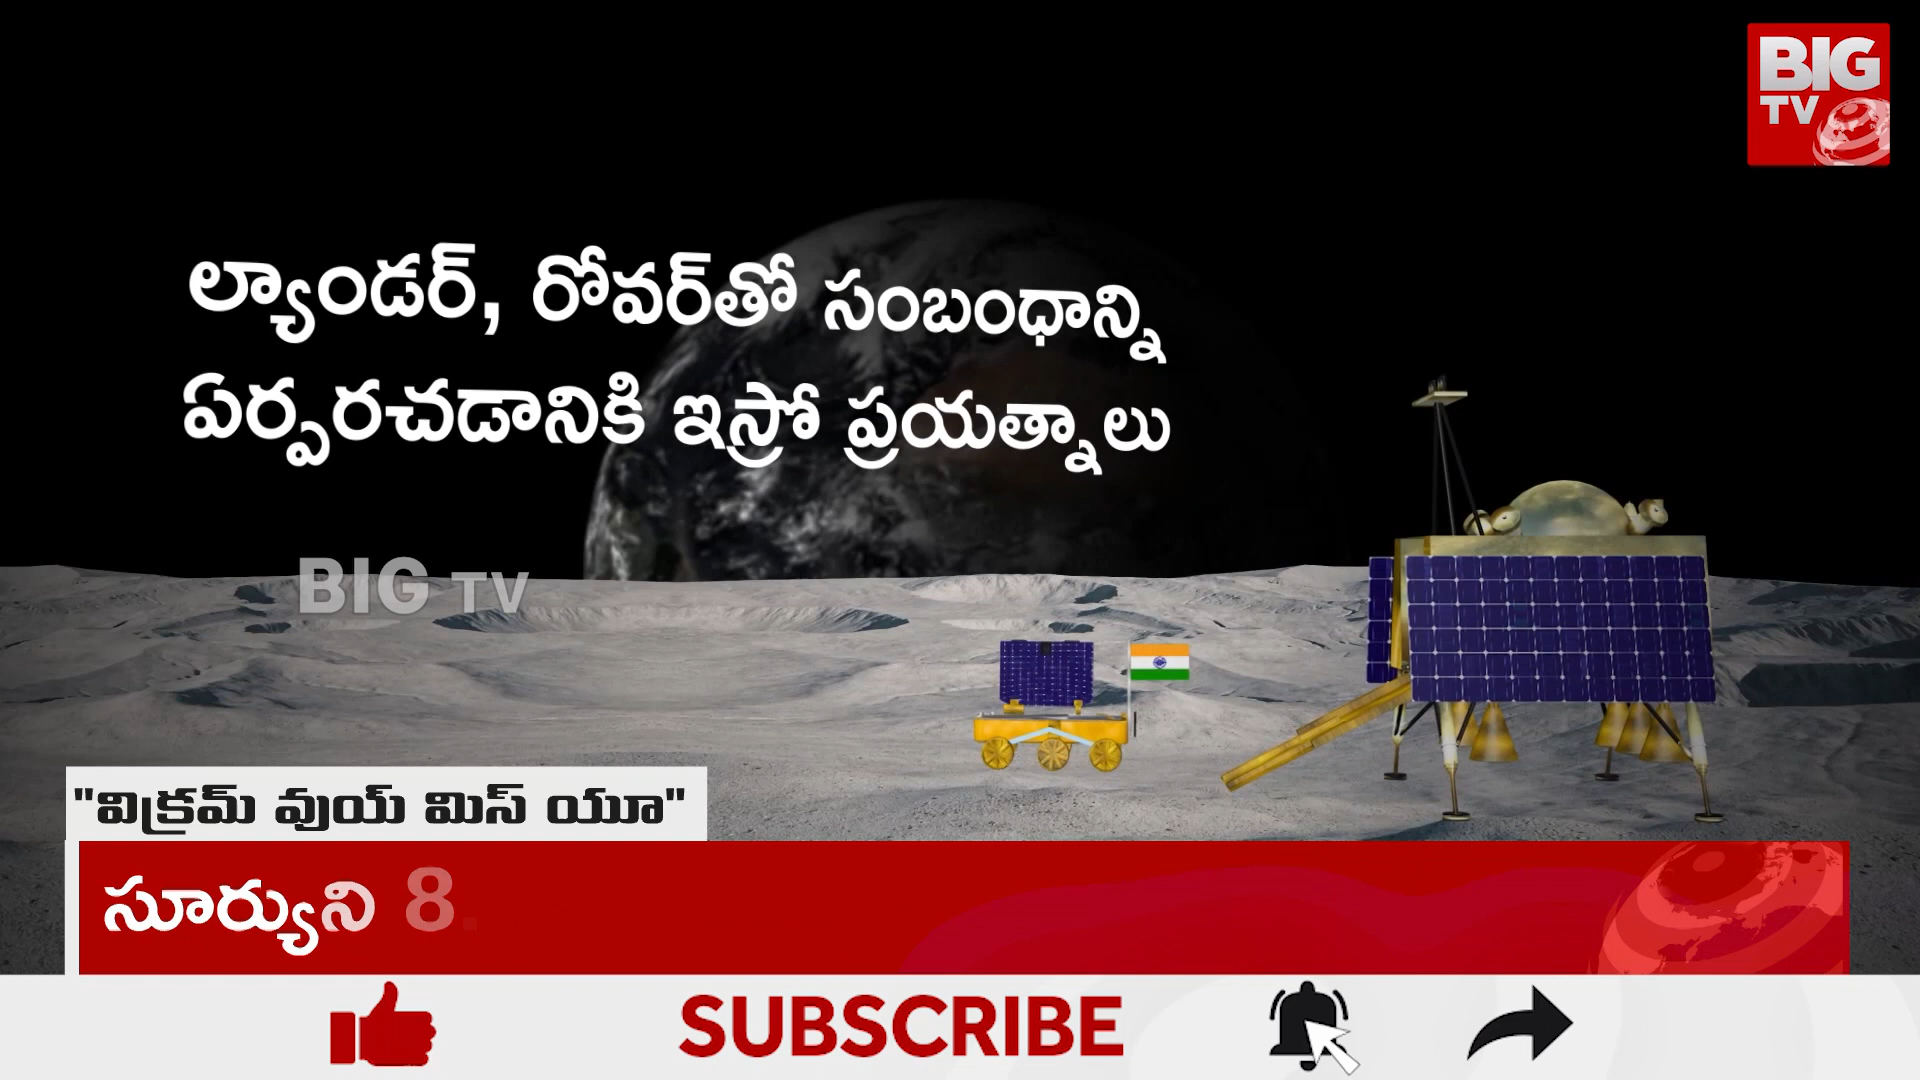 BIG
TV
ల్యాండర్, రోవర్‌తో సంబంధాన్ని
ఏర్పరచడానికి ఇస్రో ప్రయత్నాలు
BIG TV
"విక్రమ్ వుయ్ మిస్ యూ"
సూర్యుని 8.
SUBSCRIBE